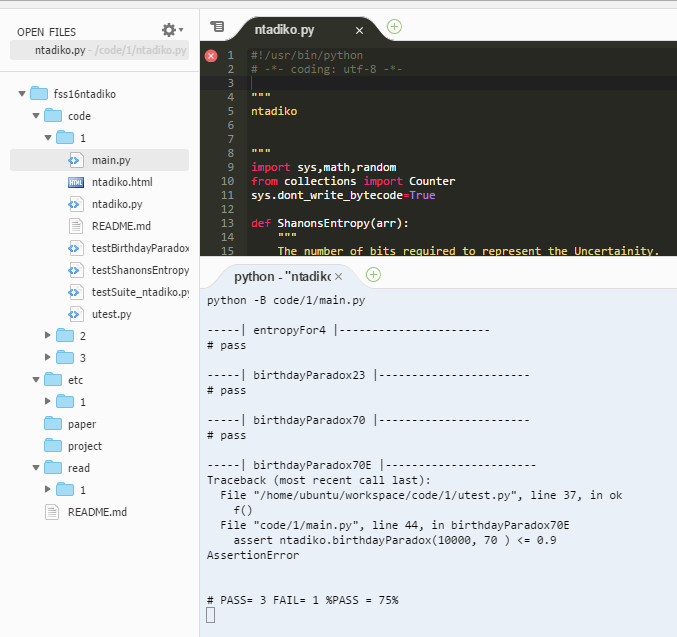 OPEN FILES
ntadiko.py - /code/1/ntadiko.py
fss16ntadiko
code
1
main.py
ntadiko.html
ntadiko.py
README.md
testBirthdayParadox
testShanonsEntropy
testSuite_ntadiko.py
utest.py
2
3
etc
1
paper
project
read
1
README.md
ntadiko.py
1 #!/usr/bin/python
2 # -*- coding: utf-8 -*-
3
4 """
5 ntadiko
6
7
8 """
9 import sys,math,random
10 from collections import Counter
11 sys.dont_write_bytecode=True
12
13 def ShanonsEntropy(arr):
14 """
15 The number of bits required to represent the Uncertainity.
python - "ntadiko
python -B code/1/main.py
-----| entropyFor4 |-----------------------
# pass
-----| birthdayParadox23 |-----------------------
# pass
-----| birthdayParadox70 |-----------------------
# pass
-----| birthdayParadox70E |-----------------------
Traceback (most recent call last):
File "/home/ubuntu/workspace/code/1/utest.py", line 37, in ok
f()
File "code/1/main.py", line 44, in birthdayParadox70E
assert ntadiko.birthdayParadox(10000, 70 ) <= 0.9
AssertionError
# PASS= 3 FAIL= 1 %PASS = 75%